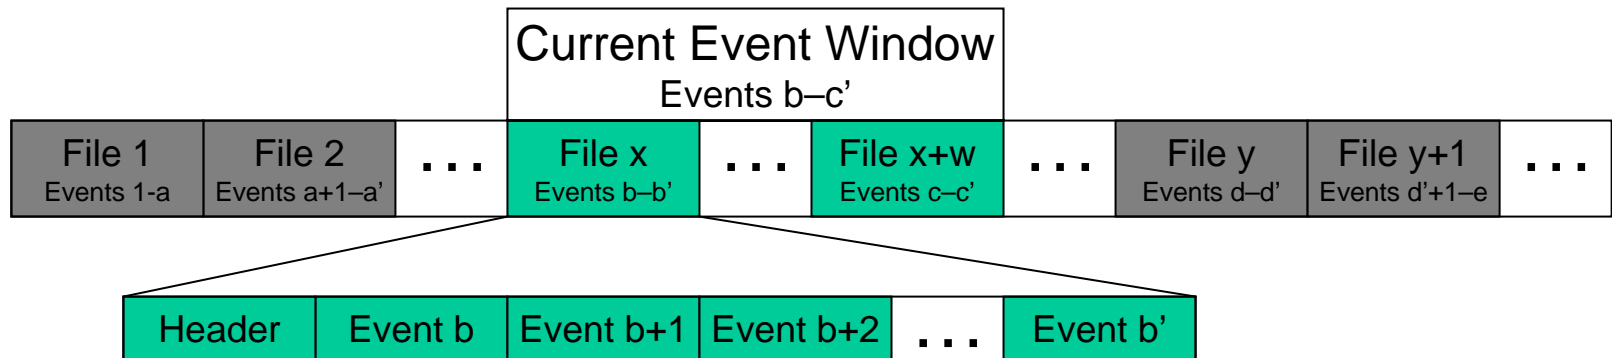 Current Event Window
Events b–c’
File 1
Events 1-a
File 2
Events a+1–a’
...
File x
Events b–b’
...
File x+w
Events c–c’
...
File y
Events d–d’
File y+1
Events d’+1–e
...
Header
Event b
Event b+1
Event b+2
...
Event b’